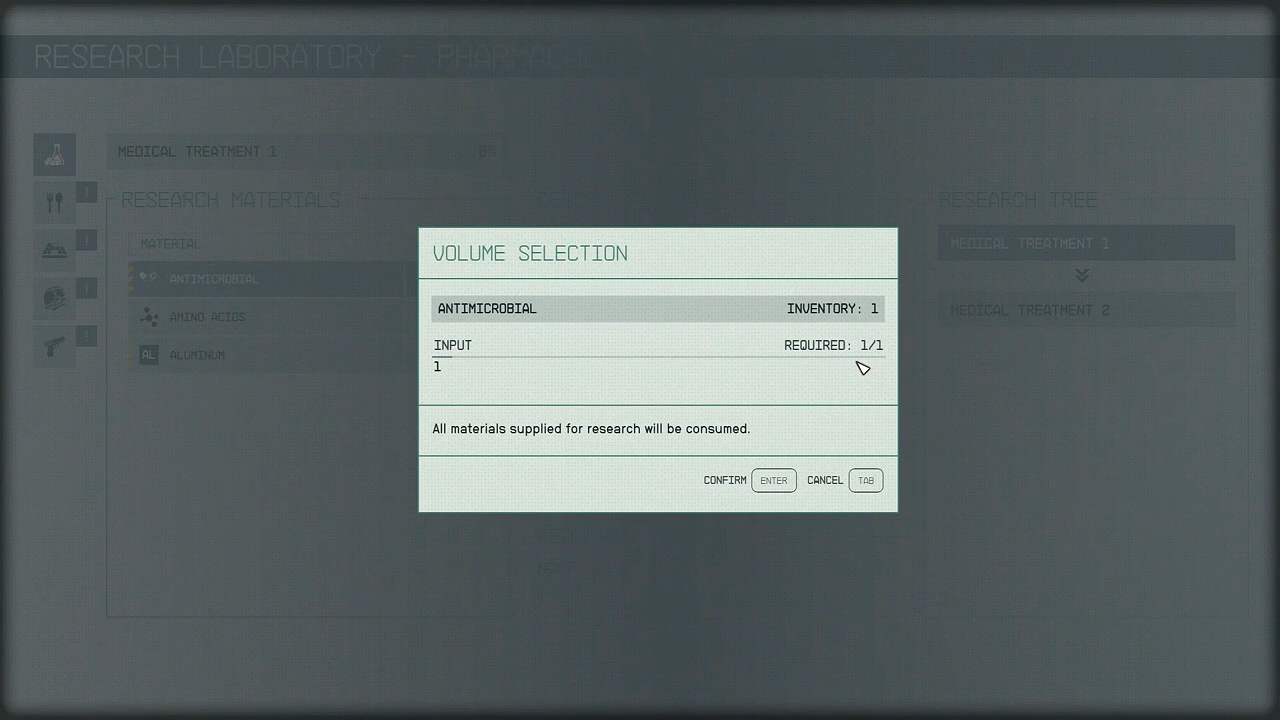 RESEARCH LABORATORY - PHARMAC
MEDICAL TREATMENT 1
RESEARCH MATERIALS
RESEARCH TREE
MATERIAL
MEDICAL TREATMENT 1
ANTIMICROBIAL
AMINO ACIDS
MEDICAL TREATMENT 2
AL ALUMINUM
VOLUME SELECTION
ANTIMICROBIAL INVENTORY: 1
INPUT REQUIRED: 1/1
1
All materials supplied for research will be consumed.
CONFIRM ENTER CANCEL TAB